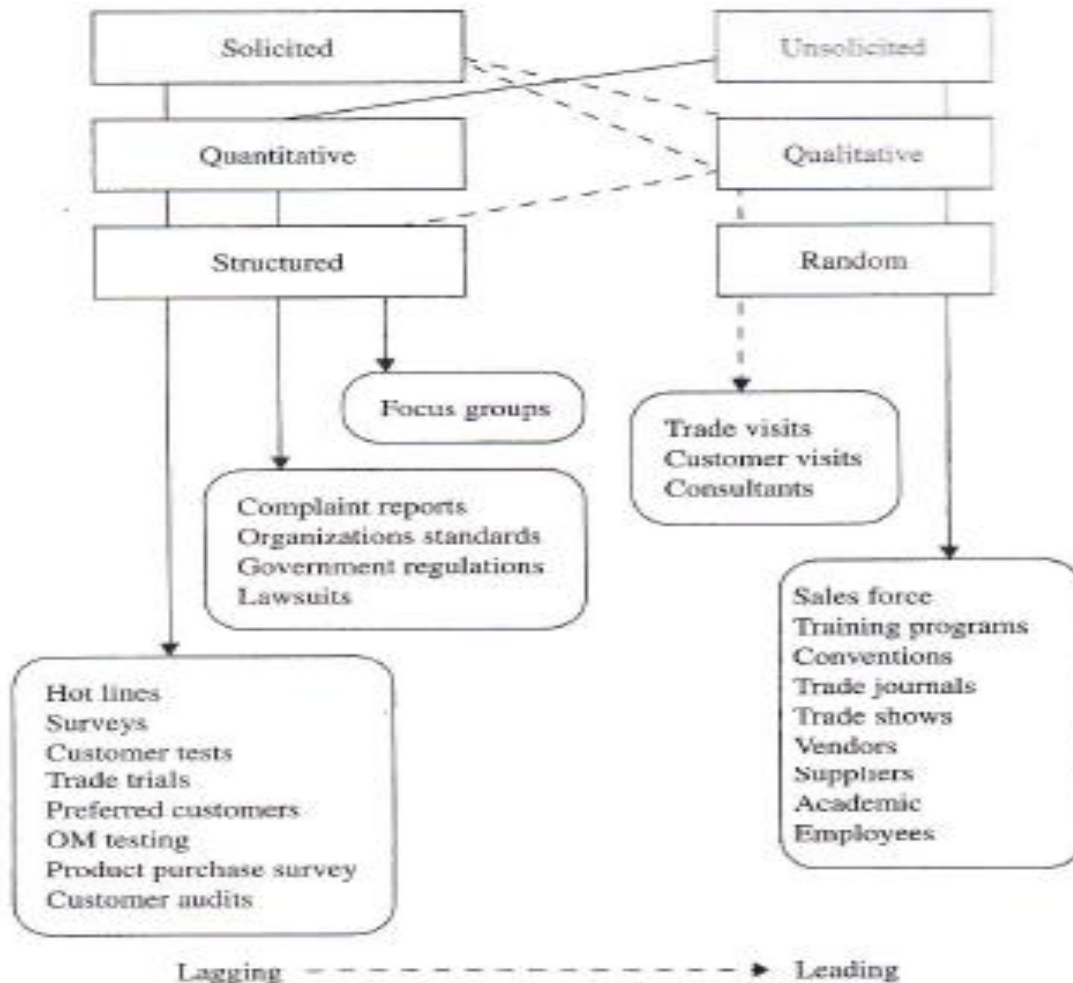 Solicited
Unsolicited
Quantitative
Qualitative
Structured
Random
Focus groups
Trade visits
Customer visits
Consultants
Complaint reports
Organizations standards
Government regulations
Lawsuits
Sales force
Training programs
Conventions
Trade journals
Trade shows
Vendors
Suppliers
Academic
Employees
Hot lines
Surveys
Customer tests
Trade trials
Preferred customers
OM testing
Product purchase survey
Customer audits
Lagging
Leading